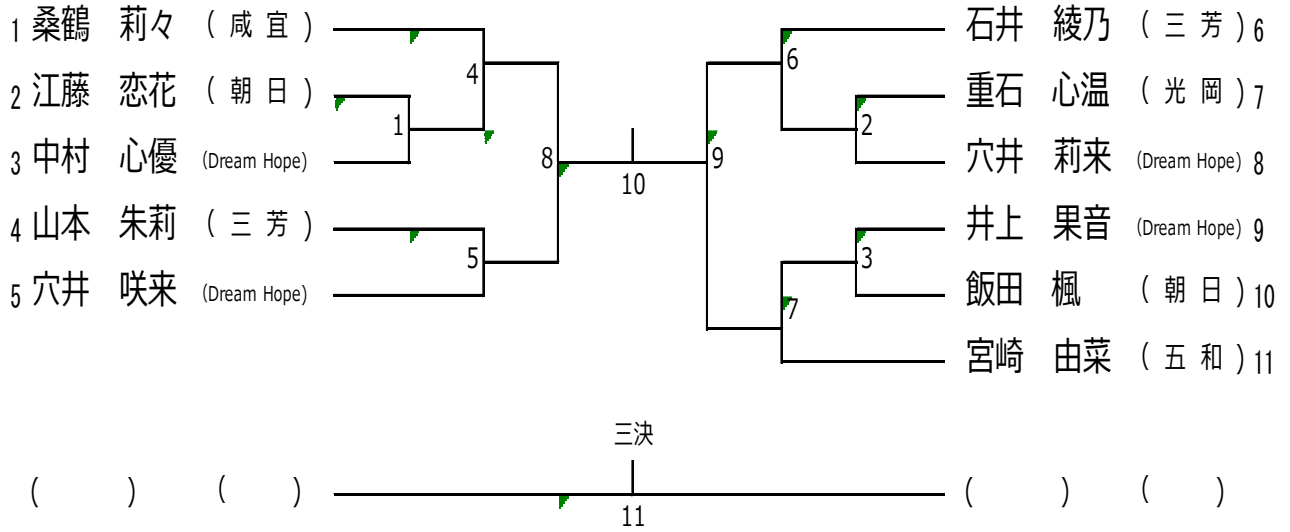 1 桑鶴 莉々 (咸宜) 石井 綾乃 (三芳) 6
4 6
2 江藤 恋花 (朝日) 重石 心温 (光岡) 7
1 2
3 中村 心優 (Dream Hope) 8 10 9 穴井 莉来 (Dream Hope) 8
4 山本 朱莉 (三芳) 井上 果音 (Dream Hope) 9
5 3
5 穴井 咲来 (Dream Hope) 飯田 楓 (朝日) 10
7
宮崎 由菜 (五和) 11
三決
( ) ( ) ( ) ( )
11